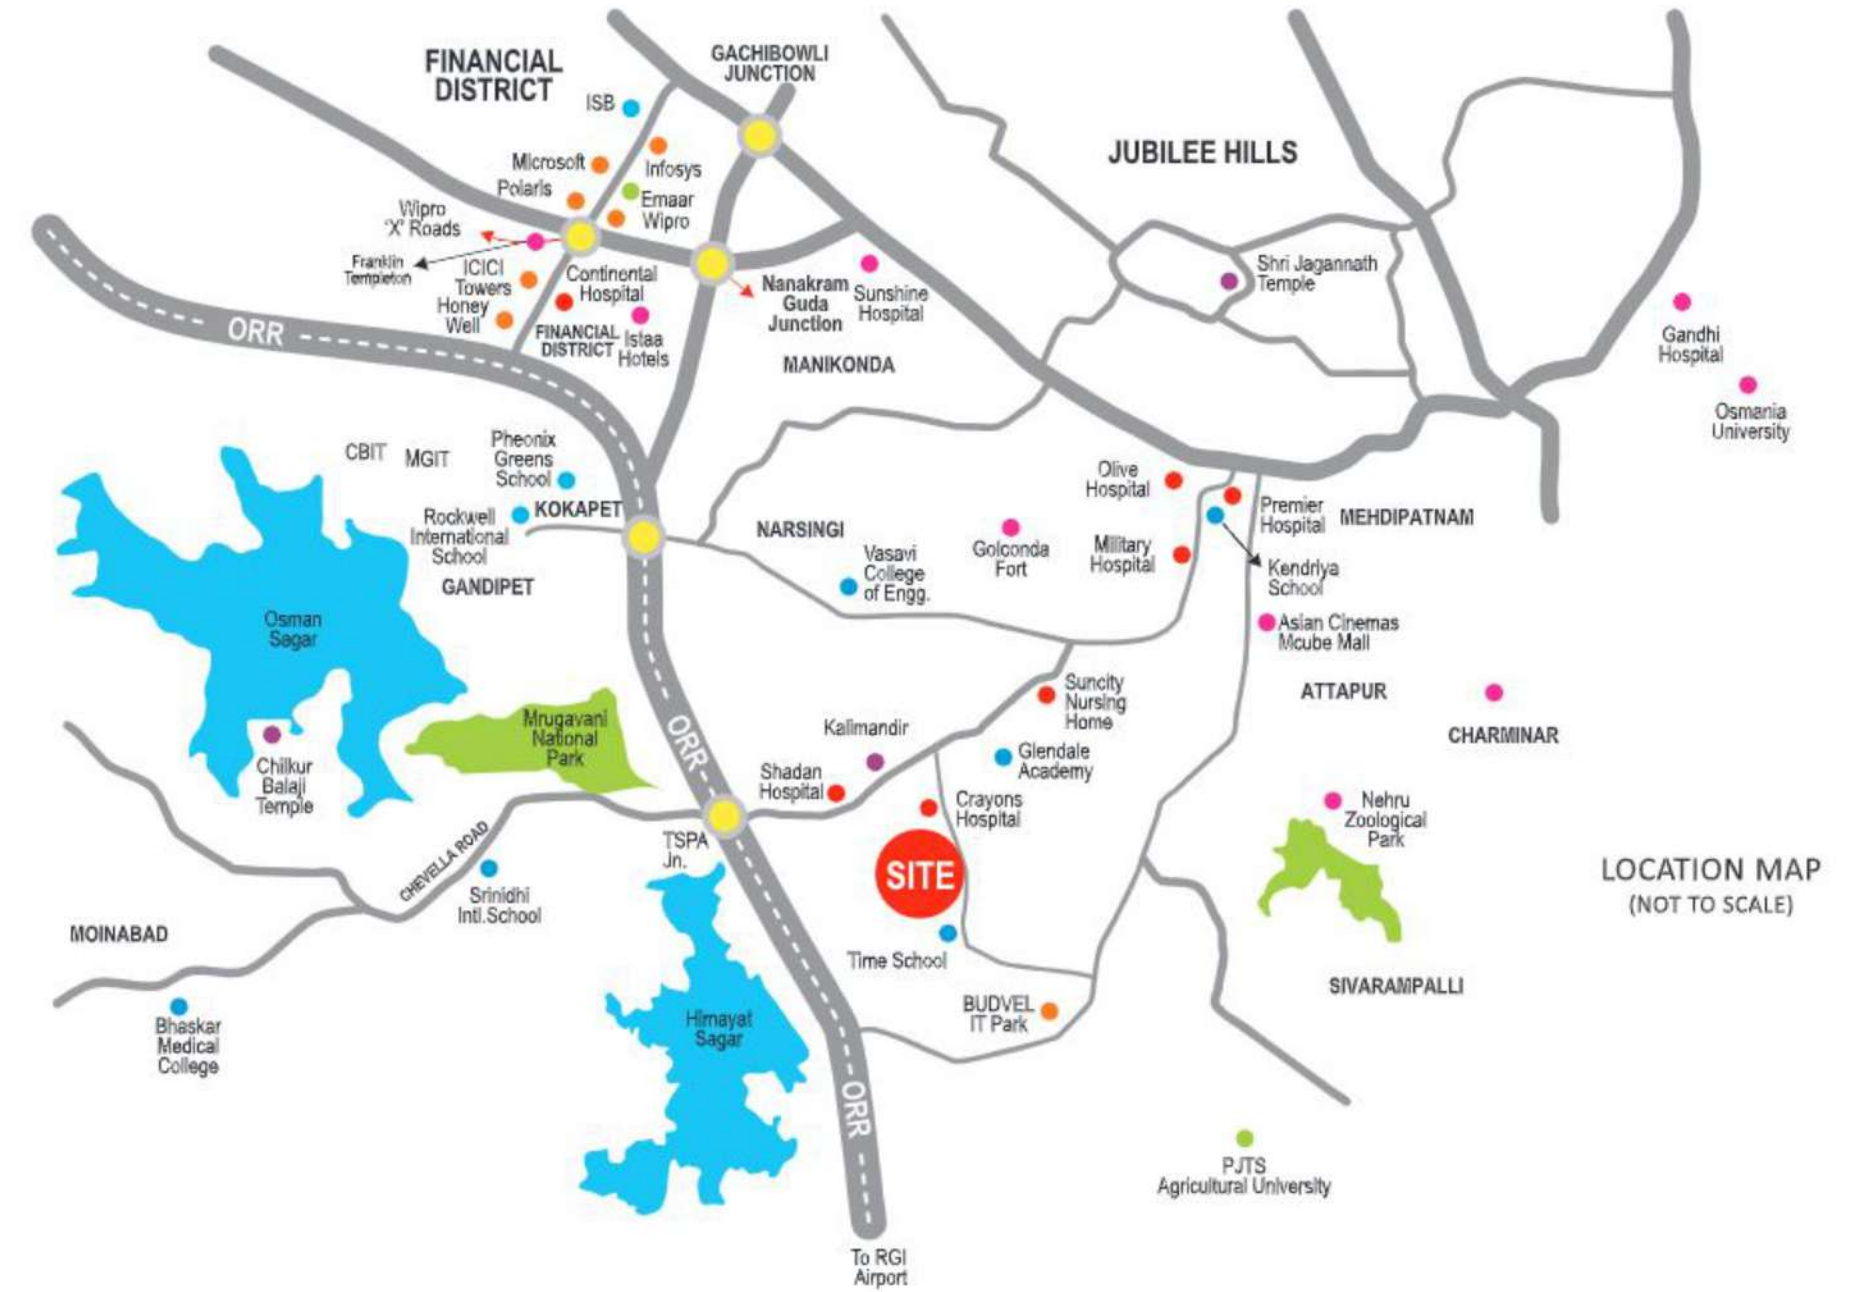 FINANCIAL
DISTRICT
GACHIBOWLI
JUNCTION
ISB
Microsoft
Infosys
Polaris
Emaar
Wipro
Wipro
'X' Roads
Franklin
Templeton
ICICI
Towers
Honey
Well
Continental
Hospital
FINANCIAL
DISTRICT
Istaa
Hotels
Nanakram
Guda
Junction
Sunshine
Hospital
MANIKONDA
JUBILEE HILLS
Shri Jagannath
Temple
Gandhi
Hospital
Osmania
University
ORR
CBIT
MGIT
Pheonix
Greens
School
KOKAPET
Rockwell
International
School
GANDIPET
NARSINGI
Vasavi
College
of Engg.
Golconda
Fort
Olive
Hospital
Military
Hospital
Premier
Hospital
MEHDIPATNAM
Kendriya
School
Asian Cinemas
Mcube Mall
ATTAPUR
CHARMINAR
Osman
Sagar
Chilkur
Balaji
Temple
Mrugavani
National
Park
ORR
Kalimandir
Suncity
Nursing
Home
Glendale
Academy
Shadan
Hospital
Crayons
Hospital
TSPA
Jn.
SITE
Nehru
Zoological
Park
LOCATION MAP
(NOT TO SCALE)
CHEVELLA ROAD
Srinidhi
Intl.School
MOINABAD
Time School
SIVARAMPALLI
BUDVEL
IT Park
Bhaskar
Medical
College
Himayat
Sagar
ORR
PJTS
Agricultural University
To RGI
Airport